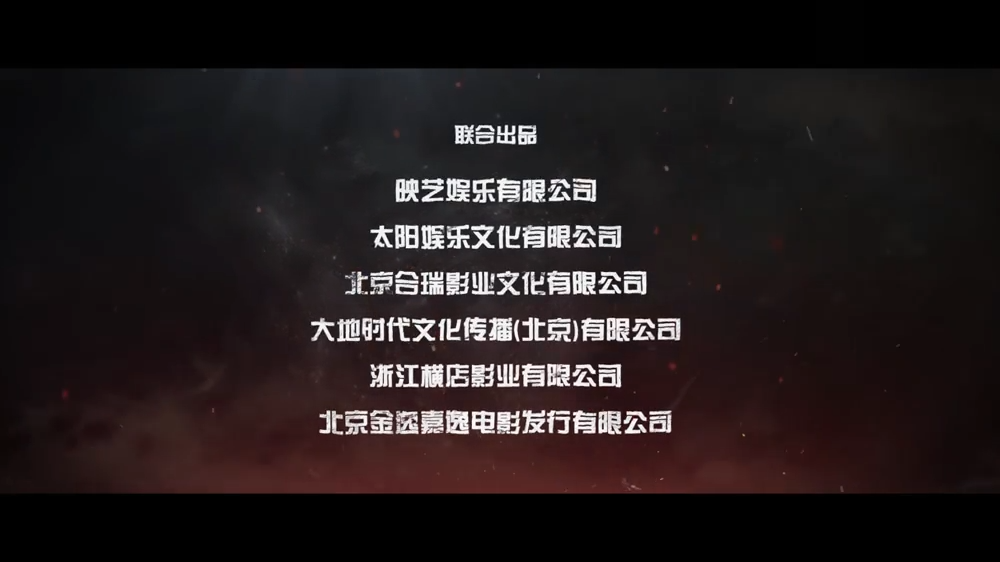 联合出品
映艺娱乐有限公司
太阳娱乐文化有限公司
北京合瑞影业文化有限公司
大地时代文化传播(北京)有限公司
浙江横店影业有限公司
北京金逸嘉逸电影发行有限公司